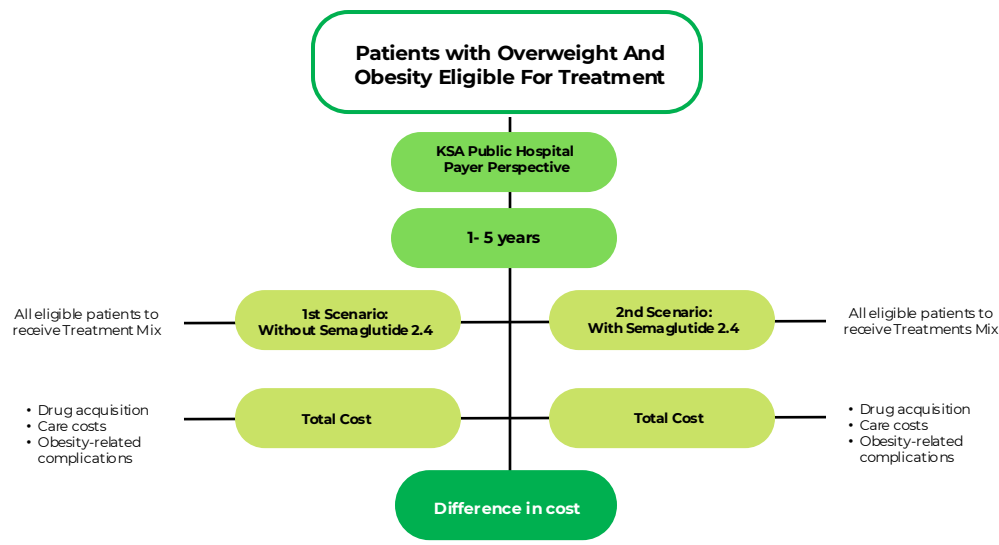 Patients with Overweight And
Obesity Eligible For Treatment
KSA Public Hospital
Payer Perspective
1- 5 years
All eligible patients to
receive Treatment Mix
1st Scenario:
Without Semaglutide 2.4
2nd Scenario:
With Semaglutide 2.4
All eligible patients to
receive Treatments Mix
• Drug acquisition
• Care costs
• Obesity-related
complications
Total Cost
Total Cost
• Drug acquisition
• Care costs
• Obesity-related
complications
Difference in cost